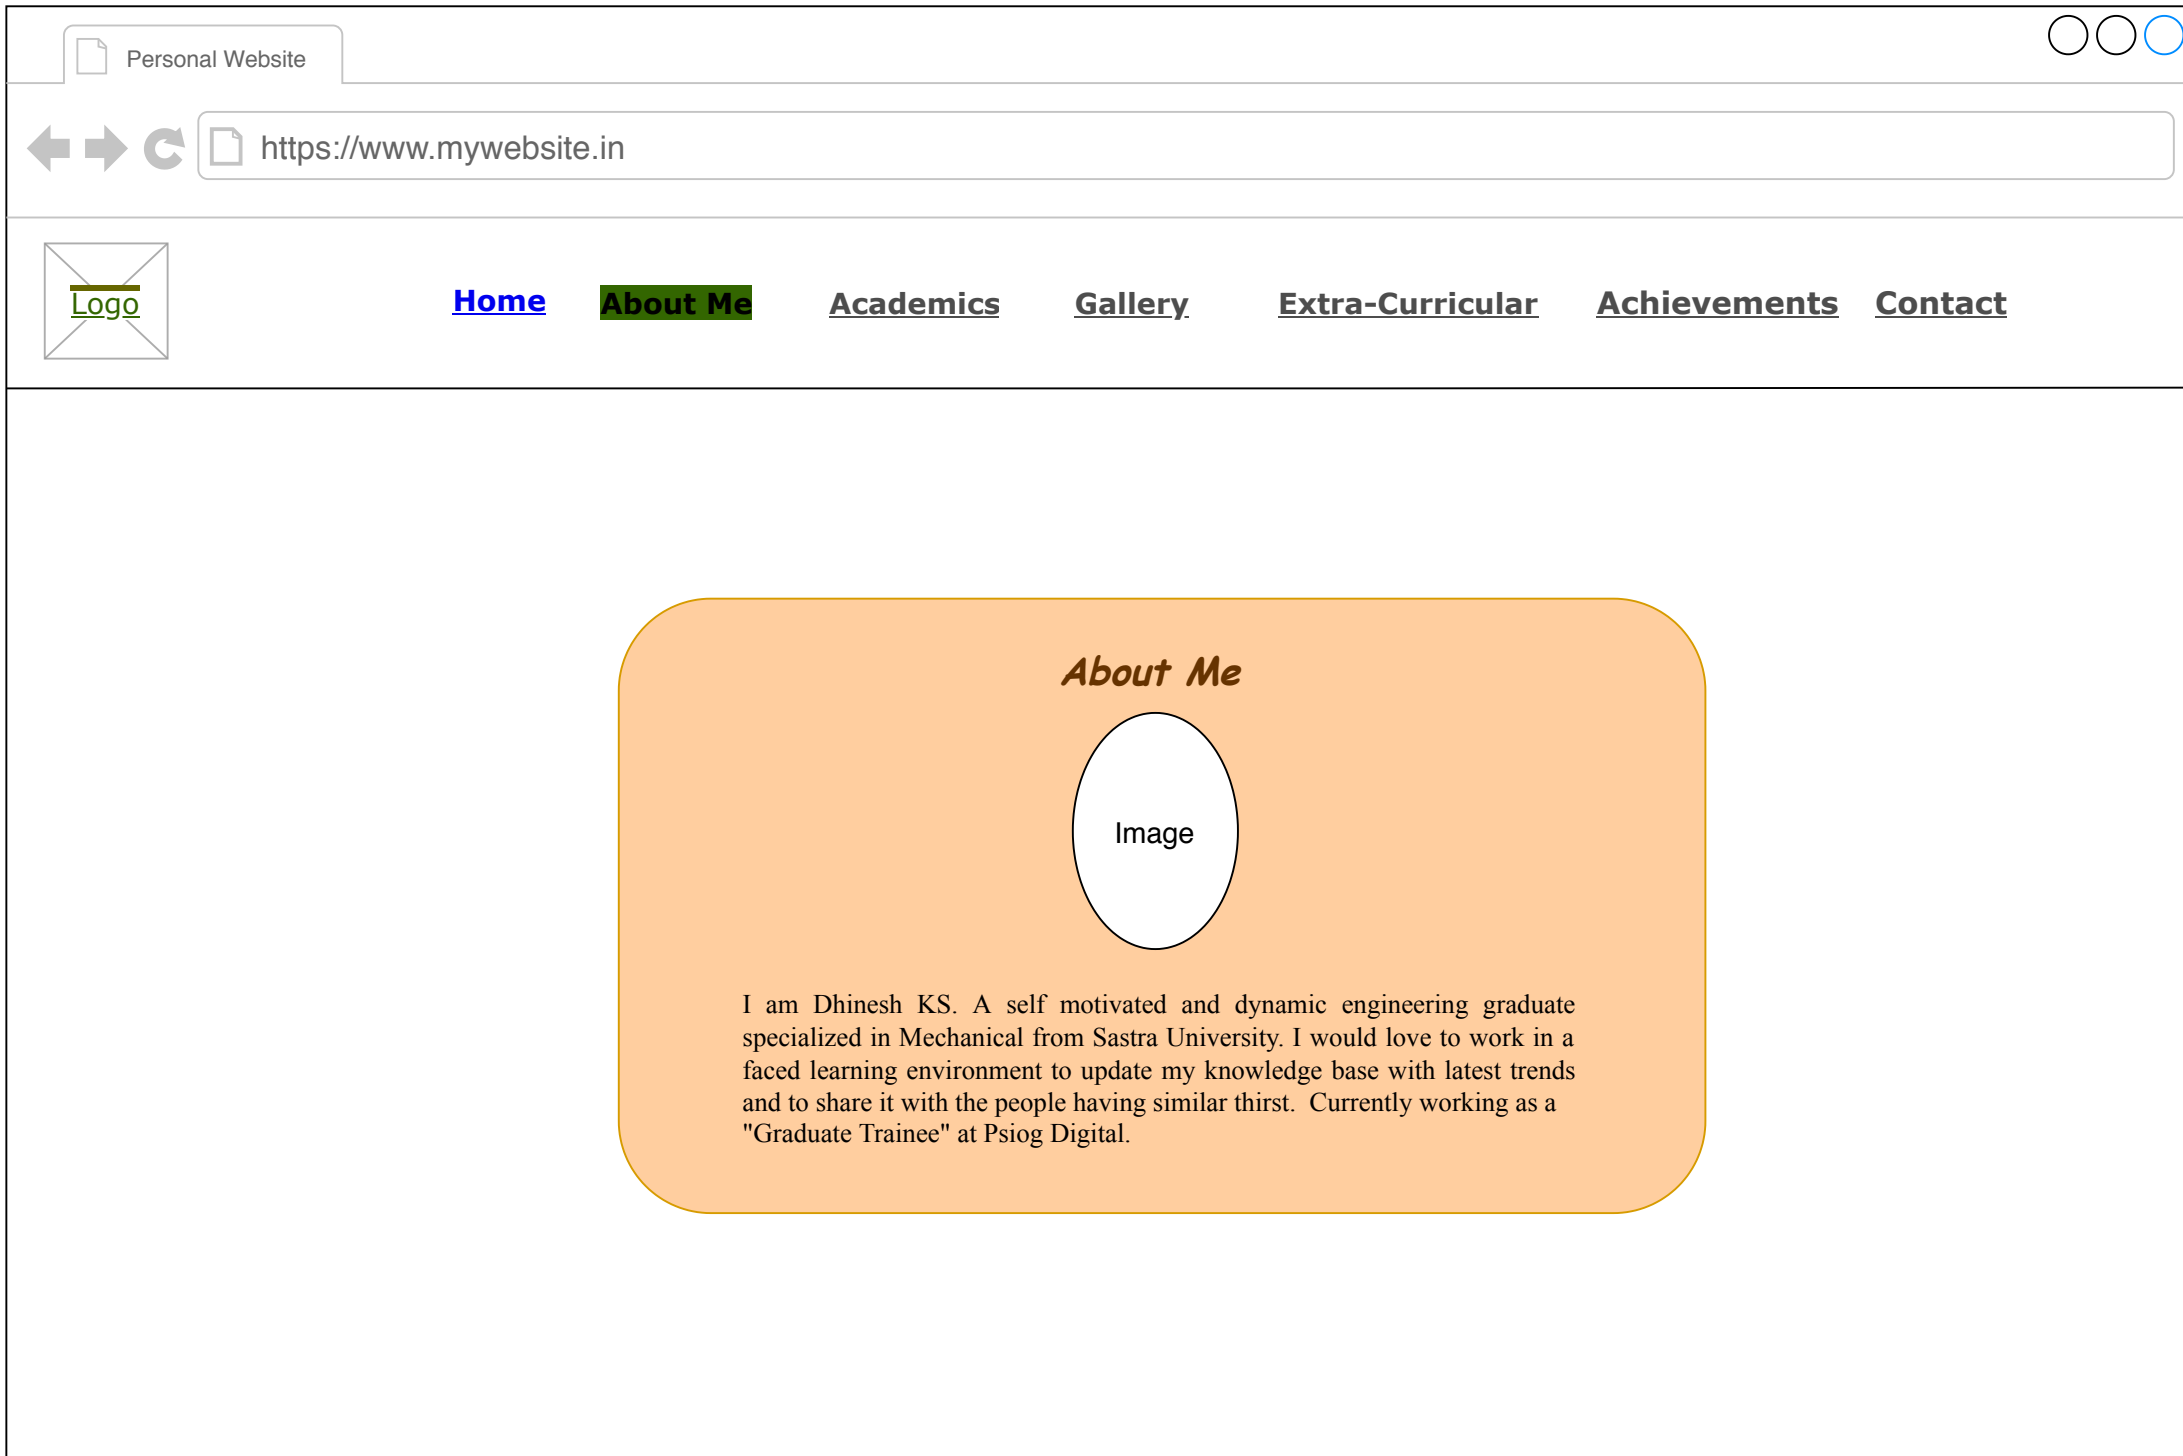 Personal Website
https://www.mywebsite.in
Logo
Home About Me Academics Gallery Extra-Curricular Achievements Contact
About Me
Image
I am Dhinesh KS. A self motivated and dynamic engineering graduate
specialized in Mechanical from Sastra University. I would love to work in a
faced learning environment to update my knowledge base with latest trends
and to share it with the people having similar thirst.  Currently working as a
"Graduate Trainee" at Psiog Digital.